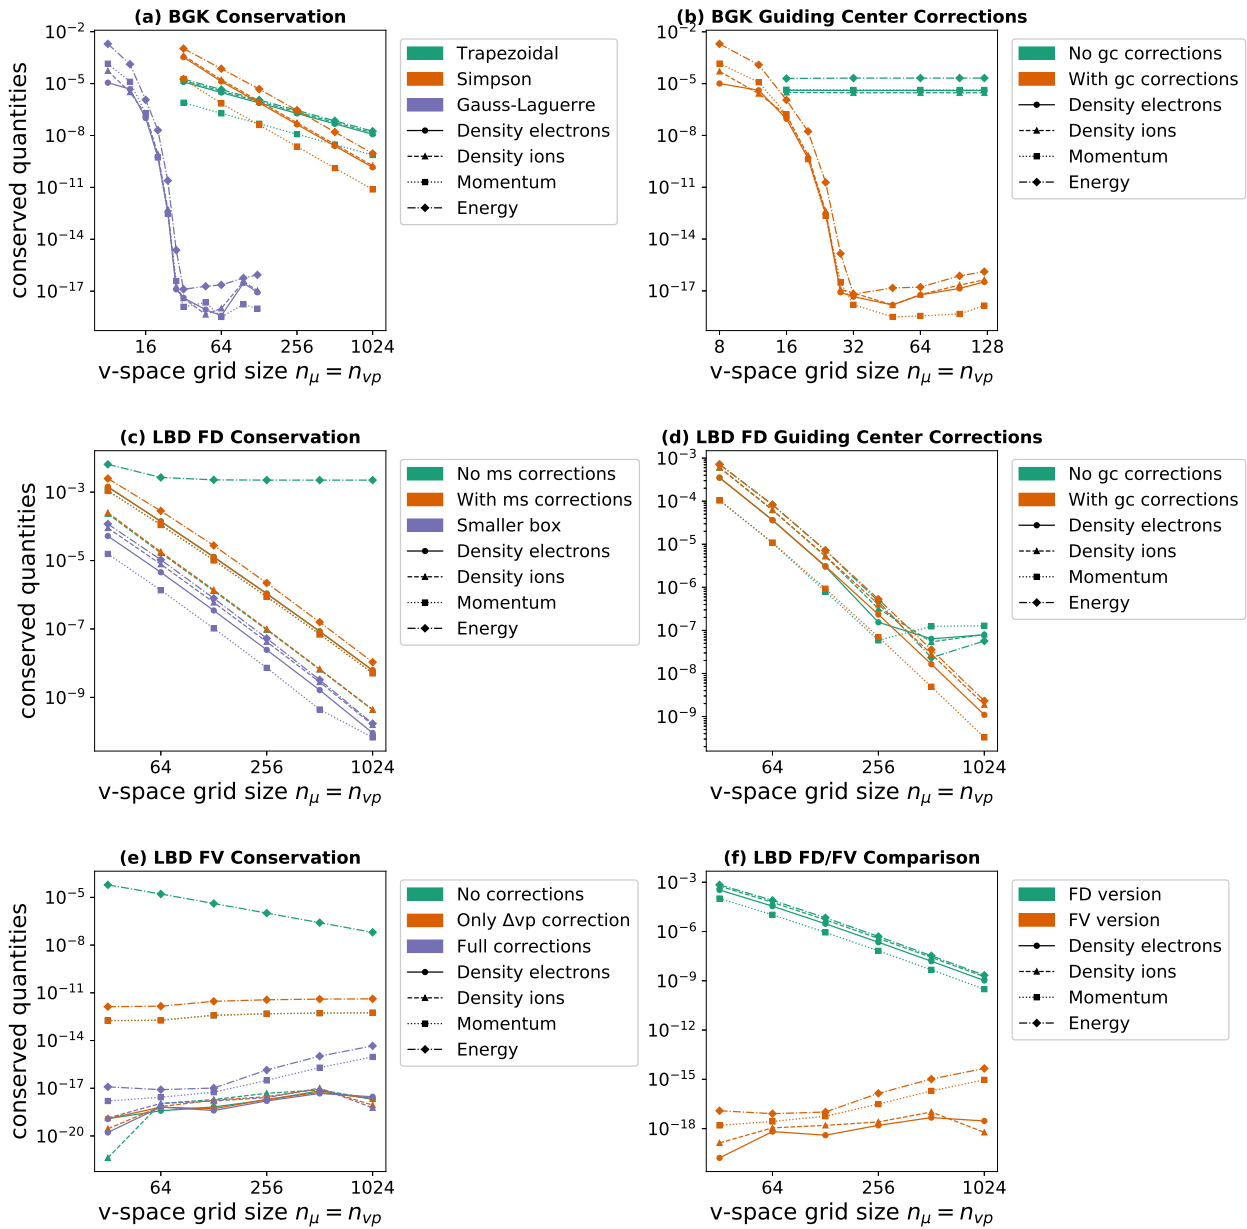 (a) BGK Conservation
10⁻²
10⁻⁵
10⁻⁸
10⁻¹¹
10⁻¹⁴
10⁻¹⁷
conserved quantities
16
64
256
1024
v-space grid size n_μ = n_vp
Trapezoidal
Simpson
Gauss-Laguerre
Density electrons
Density ions
Momentum
Energy
(b) BGK Guiding Center Corrections
10⁻²
10⁻⁵
10⁻⁸
10⁻¹¹
10⁻¹⁴
10⁻¹⁷
8
16
32
64
128
v-space grid size n_μ = n_vp
No gc corrections
With gc corrections
Density electrons
Density ions
Momentum
Energy
(c) LBD FD Conservation
10⁻³
10⁻⁵
10⁻⁷
10⁻⁹
conserved quantities
64
256
1024
v-space grid size n_μ = n_vp
No ms corrections
With ms corrections
Smaller box
Density electrons
Density ions
Momentum
Energy
(d) LBD FD Guiding Center Corrections
10⁻³
10⁻⁴
10⁻⁵
10⁻⁶
10⁻⁷
10⁻⁸
10⁻⁹
64
256
1024
v-space grid size n_μ = n_vp
No gc corrections
With gc corrections
Density electrons
Density ions
Momentum
Energy
(e) LBD FV Conservation
10⁻⁵
10⁻⁸
10⁻¹¹
10⁻¹⁴
10⁻¹⁷
10⁻²⁰
conserved quantities
64
256
1024
v-space grid size n_μ = n_vp
No corrections
Only Δvp correction
Full corrections
Density electrons
Density ions
Momentum
Energy
(f) LBD FD/FV Comparison
10⁻³
10⁻⁶
10⁻⁹
10⁻¹²
10⁻¹⁵
10⁻¹⁸
64
256
1024
v-space grid size n_μ = n_vp
FD version
FV version
Density electrons
Density ions
Momentum
Energy